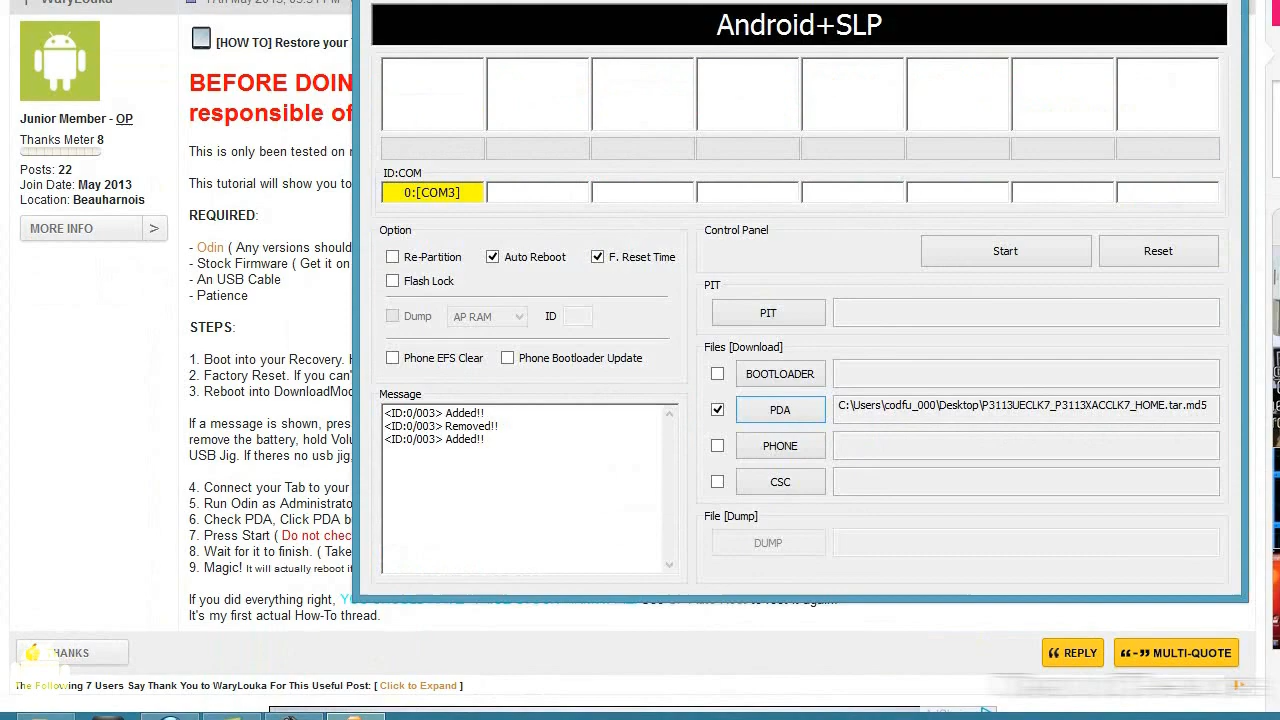 WaryLouka
17th May 2013, 05:51 PM
[HOW TO] Restore your
BEFORE DOIN
responsible of
Junior Member - OP
Thanks Meter 8
Posts: 22
Join Date: May 2013
Location: Beauharnois
MORE INFO >
This is only been tested on
This tutorial will show you to
REQUIRED:
- Odin ( Any versions should
- Stock Firmware ( Get it on
- An USB Cable
- Patience
STEPS:
1. Boot into your Recovery.
2. Factory Reset. If you can'
3. Reboot into DownloadMod
If a message is shown, pres
remove the battery, hold Volu
USB Jig. If theres no usb jig,
4. Connect your Tab to your
5. Run Odin as Administrato
6. Check PDA, Click PDA b
7. Press Start ( Do not chec
8. Wait for it to finish. ( Take
9. Magic! It will actually reboot i
If you did everything right,
It's my first actual How-To thread.
THANKS
REPLY
MULTI-QUOTE
The Following 7 Users Say Thank You to WaryLouka For This Useful Post: [ Click to Expand ]
Android+SLP
ID:COM
0:[COM3]
Option
Re-Partition Auto Reboot F. Reset Time
Flash Lock
Dump AP RAM ID
Phone EFS Clear Phone Bootloader Update
Message
<ID:0/003> Added!!
<ID:0/003> Removed!!
<ID:0/003> Added!!
Control Panel
Start Reset
PIT
PIT
Files [Download]
BOOTLOADER
PDA C:\Users\codfu_000\Desktop\P3113UECLK7_P3113XACCLK7_HOME.tar.md5
PHONE
CSC
File [Dump]
DUMP